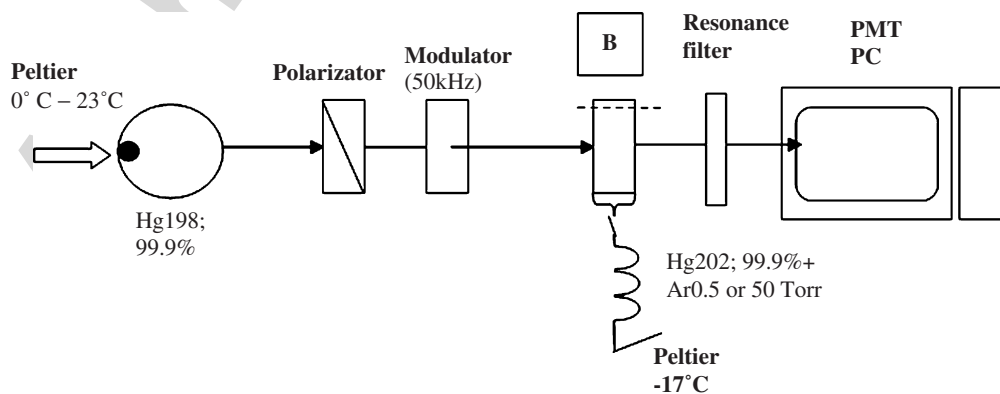 Peltier
0˚ C – 23˚C
Hg198;
99.9%
Polarizator
Modulator
(50kHz)
B
Resonance
filter
PMT
PC
Hg202; 99.9%+
Ar0.5 or 50 Torr
Peltier
-17˚C